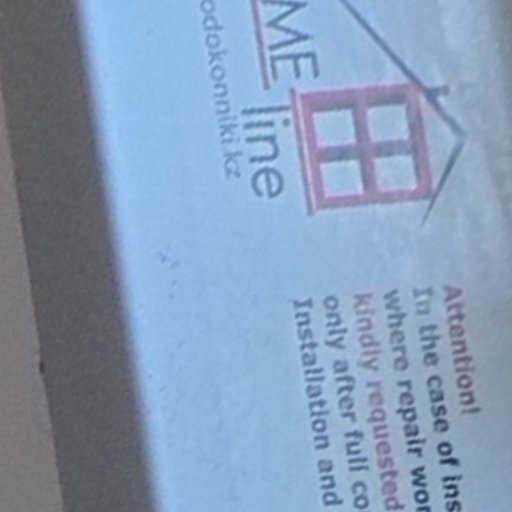 ME
line
odokonniki.kz
Attention!
In the case of ins
where repair wor
kindly requested
only after full co
Installation and